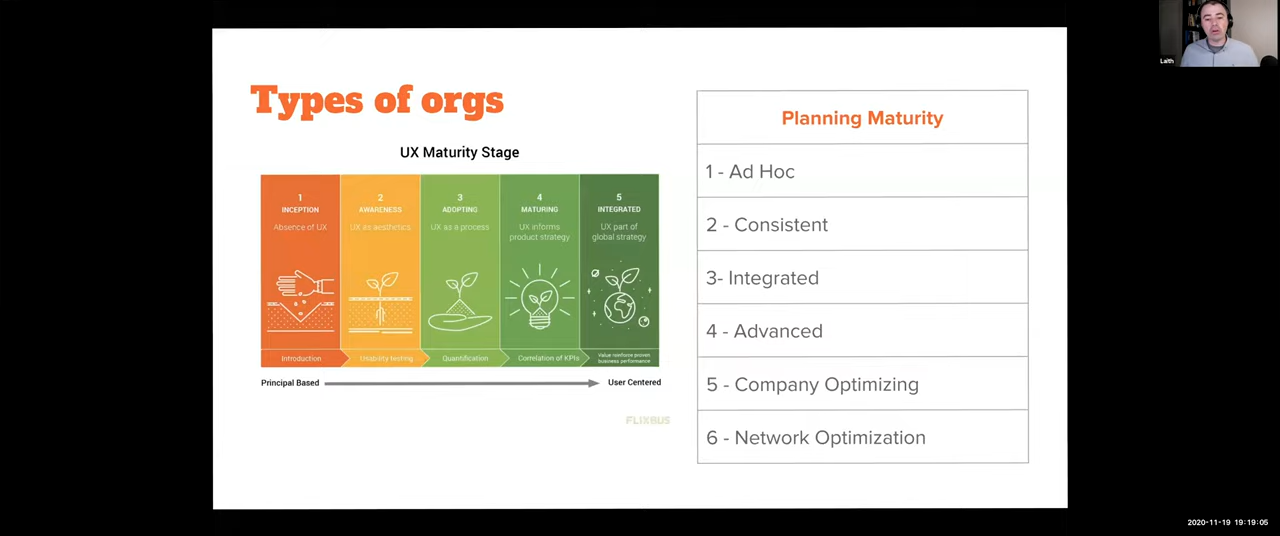 Types of orgs
UX Maturity Stage
1
INCEPTION
Absence of UX
2
AWARENESS
UX as aesthetics
3
ADOPTING
UX as a process
4
MATURING
UX informs
product strategy
5
INTEGRATED
UX part of
global strategy
Introduction
Usability testing
Quantification
Correlation of KPIs
Value reinforce proven
business performance
Principal Based
User Centered
FLIXBUS
Planning Maturity
1 - Ad Hoc
2 - Consistent
3- Integrated
4 - Advanced
5 - Company Optimizing
6 - Network Optimization
Laith
2020-11-19 19:19:05